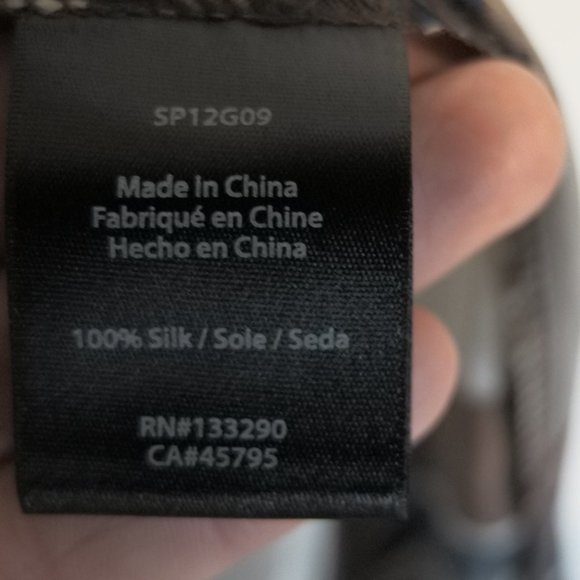 SP12G09
Made in China
Fabriqué en Chine
Hecho en China
100% Silk / Soie / Seda
RN#133290
CA#45795